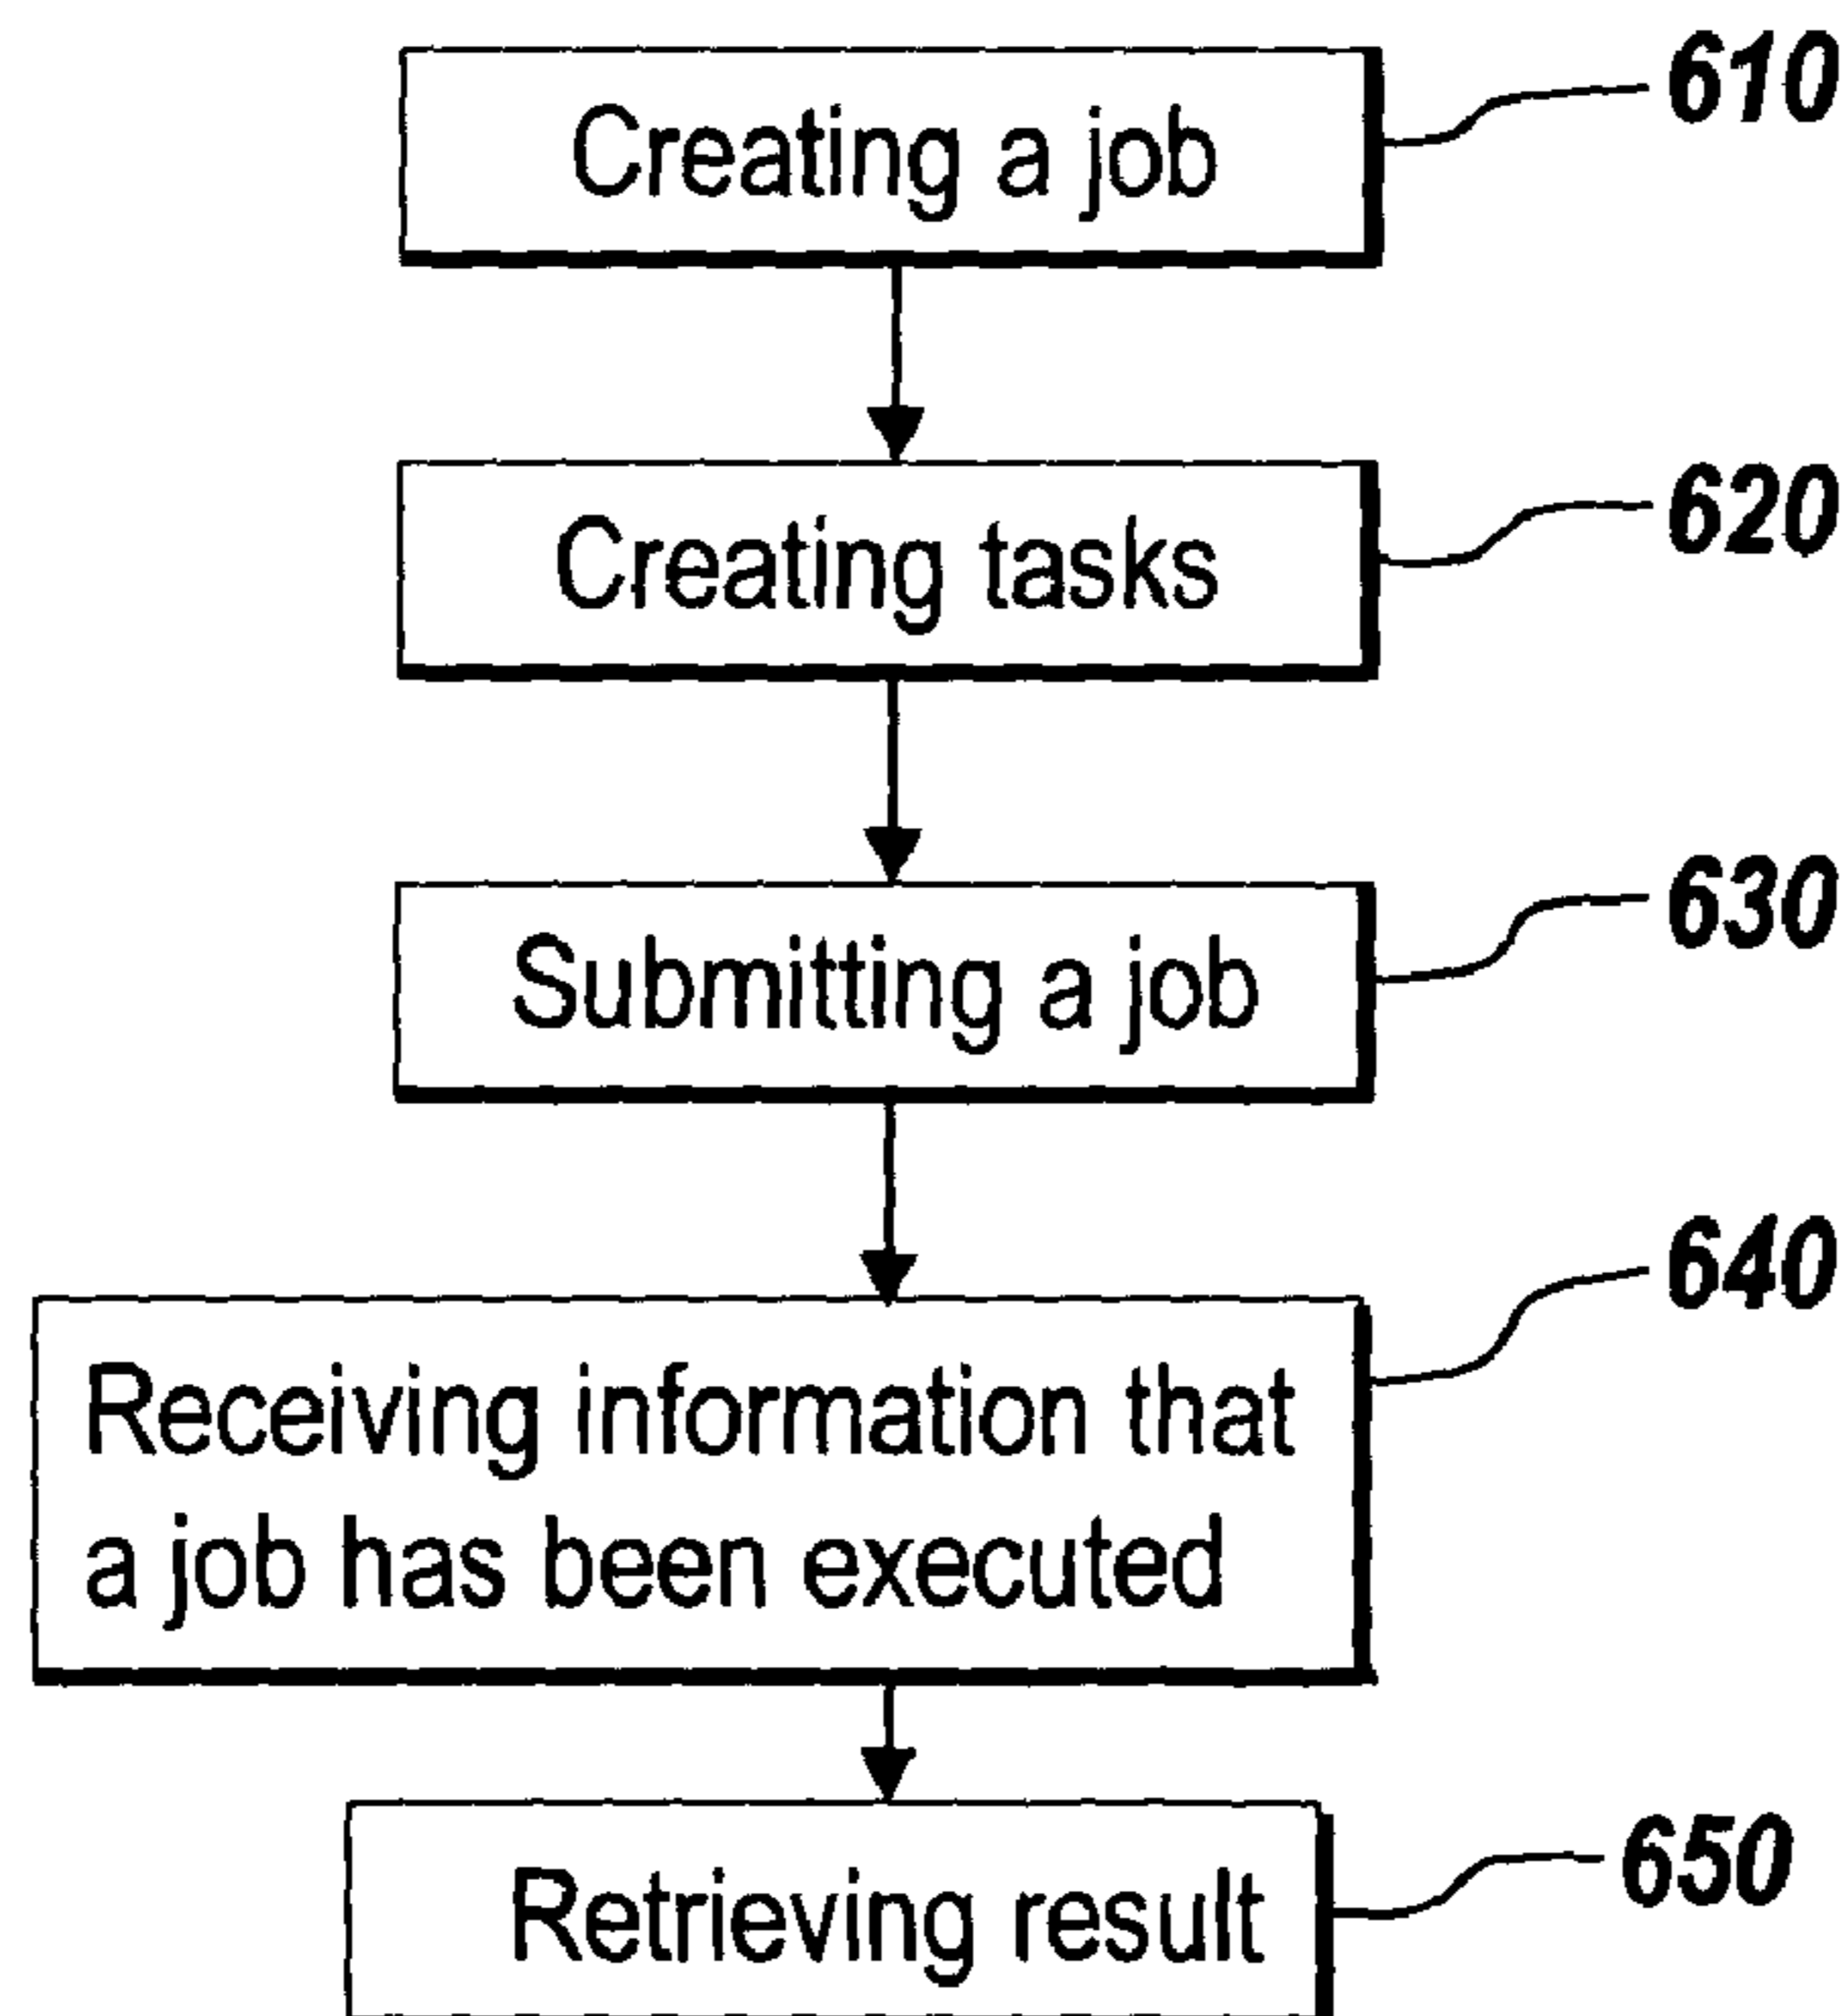 Creating a job
610
Creating tasks
620
Submitting a job
630
Receiving information that
a job has been executed
640
Retrieving result
650